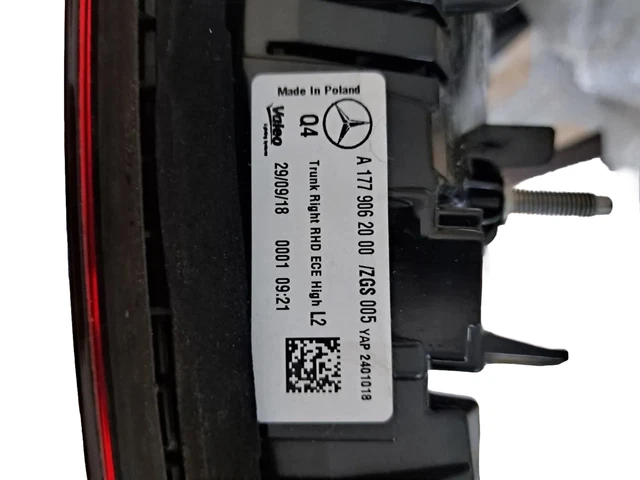 Made In Poland
A 177 906 20 00 /ZGS 005
YAP 2401018
Q4
Trunk Right RHD ECE High L2
Valeo
29/09/18 0001 09:21